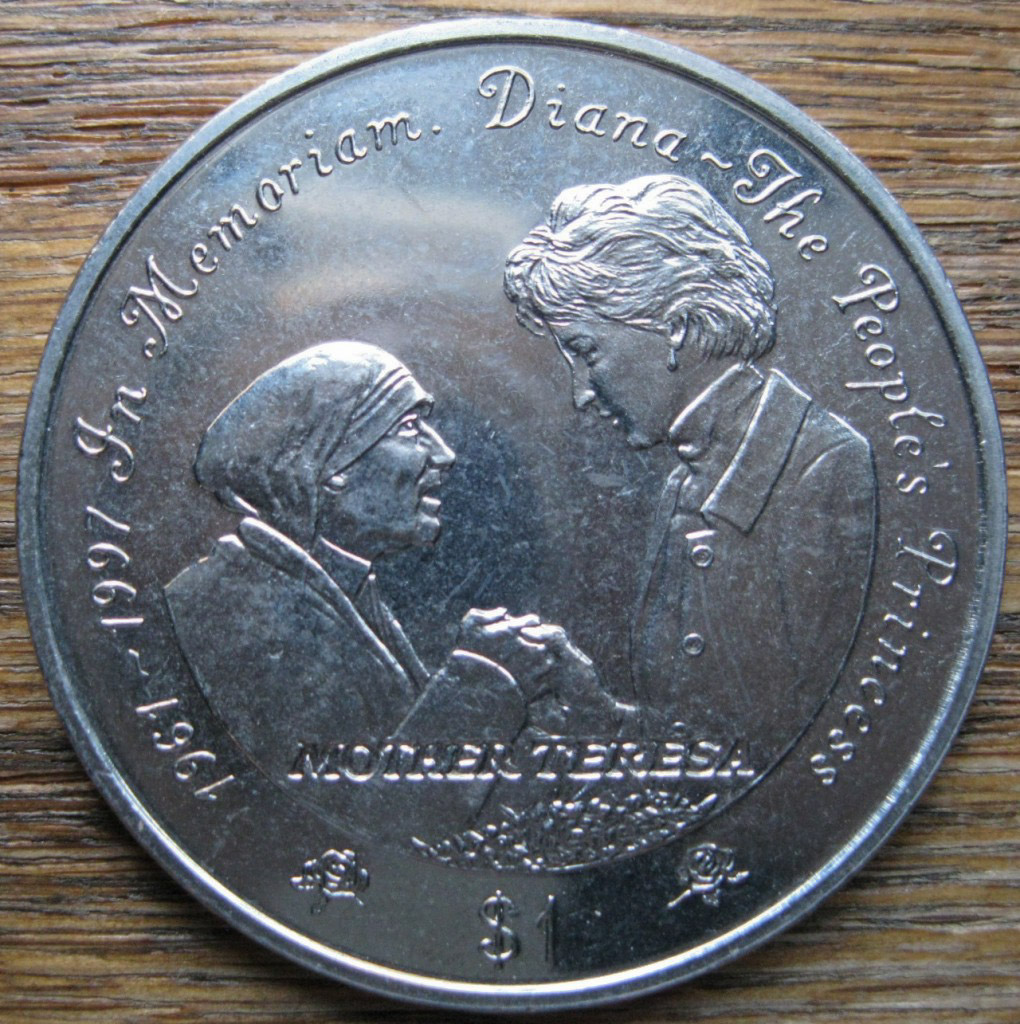 1961~1997 In Memoriam. Diana~The People's Princess
MOTHER TERESA
$1